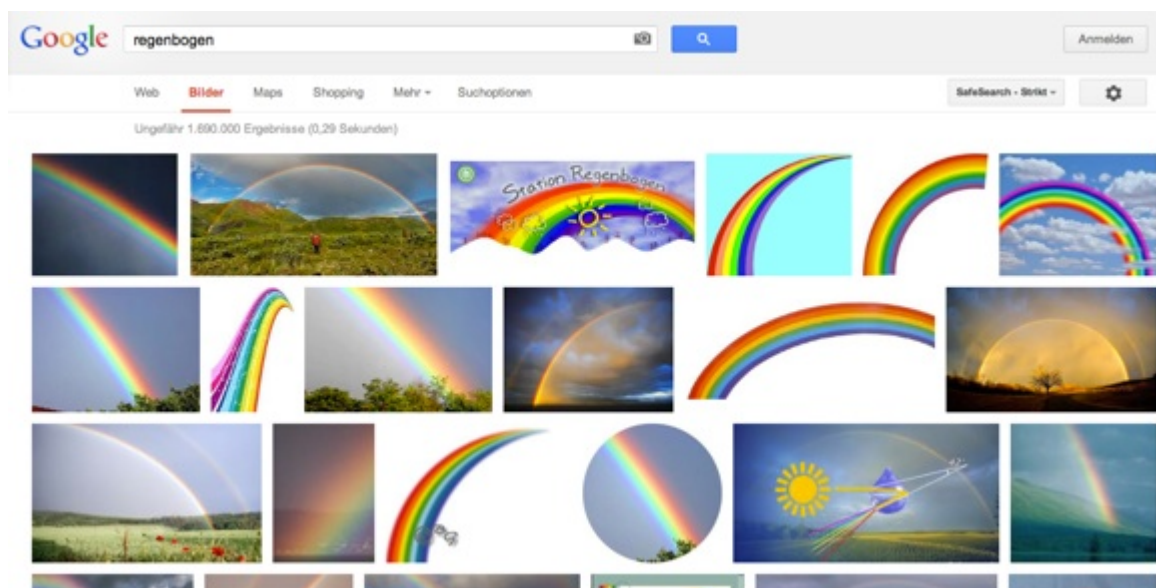 Google regenbogen Anmelden
Web Bilder Maps Shopping Mehr Suchoptionen SafeSearch - Strikt
Ungefähr 1.690.000 Ergebnisse (0,29 Sekunden)
Station Regenbogen